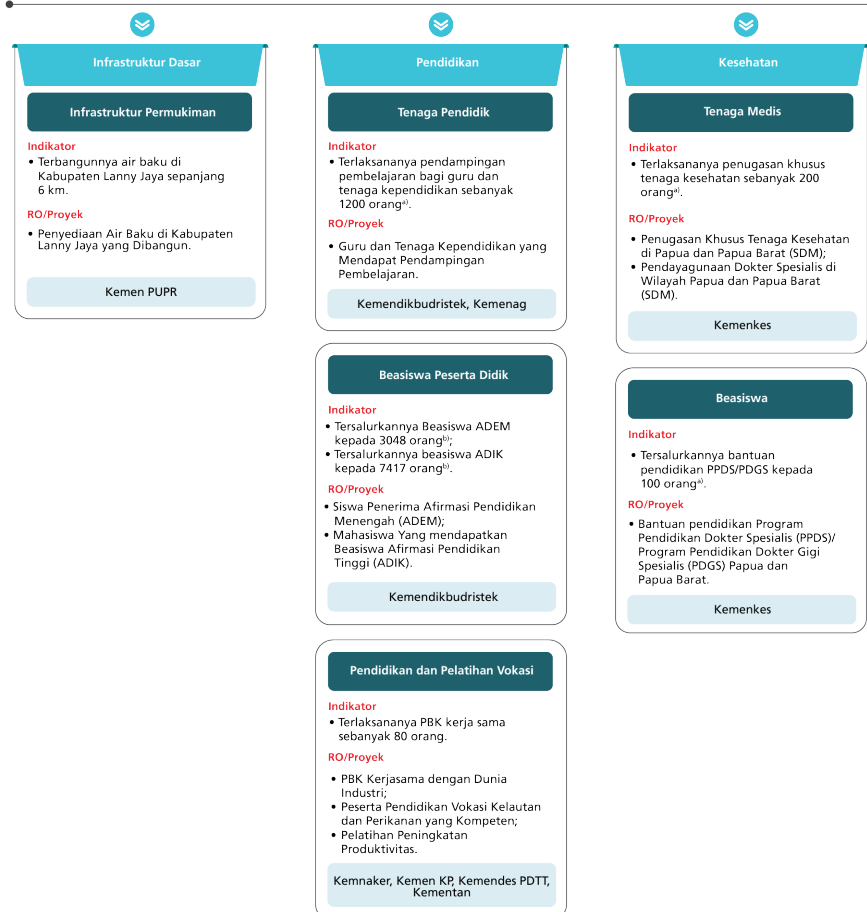 Infrastruktur Dasar
Infrastruktur Permukiman
Indikator
• Terbangunnya air baku di
Kabupaten Lanny Jaya sepanjang
6 km.
RO/Proyek
• Penyediaan Air Baku di Kabupaten
Lanny Jaya yang Dibangun.
Kemen PUPR
Pendidikan
Tenaga Pendidik
Indikator
• Terlaksananya pendampingan
pembelajaran bagi guru dan
tenaga kependidikan sebanyak
1200 orangᵃ⁾.
RO/Proyek
• Guru dan Tenaga Kependidikan yang
Mendapat Pendampingan
Pembelajaran.
Kemendikbudristek, Kemenag
Beasiswa Peserta Didik
Indikator
• Tersalurkannya Beasiswa ADEM
kepada 3048 orangᵇ⁾;
• Tersalurkannya beasiswa ADIK
kepada 7417 orangᵇ⁾.
RO/Proyek
• Siswa Penerima Afirmasi Pendidikan
Menengah (ADEM);
• Mahasiswa Yang mendapatkan
Beasiswa Afirmasi Pendidikan
Tinggi (ADIK).
Kemendikbudristek
Pendidikan dan Pelatihan Vokasi
Indikator
• Terlaksananya PBK kerja sama
sebanyak 80 orang.
RO/Proyek
• PBK Kerjasama dengan Dunia
Industri;
• Peserta Pendidikan Vokasi Kelautan
dan Perikanan yang Kompeten;
• Pelatihan Peningkatan
Produktivitas.
Kemnaker, Kemen KP, Kemendes PDTT,
Kementan
Kesehatan
Tenaga Medis
Indikator
• Terlaksananya penugasan khusus
tenaga kesehatan sebanyak 200
orangᵃ⁾.
RO/Proyek
• Penugasan Khusus Tenaga Kesehatan
di Papua dan Papua Barat (SDM);
• Pendayagunaan Dokter Spesialis di
Wilayah Papua dan Papua Barat
(SDM).
Kemenkes
Beasiswa
Indikator
• Tersalurkannya bantuan
pendidikan PPDS/PDGS kepada
100 orangᵃ⁾.
RO/Proyek
• Bantuan pendidikan Program
Pendidikan Dokter Spesialis (PPDS)/
Program Pendidikan Dokter Gigi
Spesialis (PDGS) Papua dan
Papua Barat.
Kemenkes